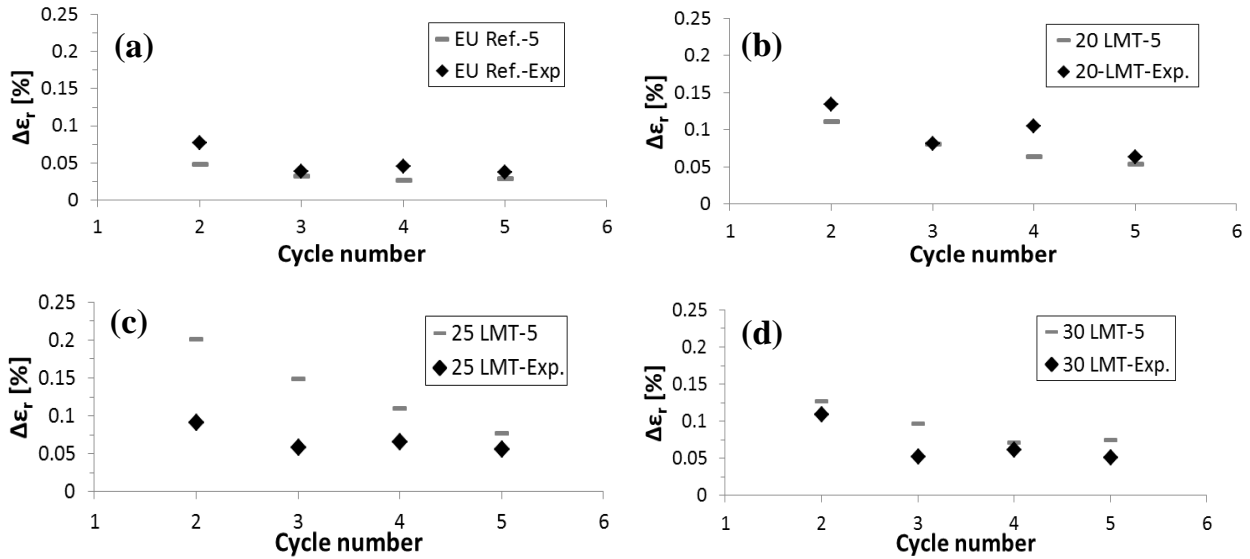 (a)
EU Ref.-5
EU Ref.-Exp
Δεr [%]
0.25
0.2
0.15
0.1
0.05
0
1 2 3 4 5 6
Cycle number
(b)
20 LMT-5
20-LMT-Exp.
Δεr [%]
0.25
0.2
0.15
0.1
0.05
0
1 2 3 4 5 6
Cycle number
(c)
25 LMT-5
25 LMT-Exp.
Δεr [%]
0.25
0.2
0.15
0.1
0.05
0
1 2 3 4 5 6
Cycle number
(d)
30 LMT-5
30 LMT-Exp.
Δεr [%]
0.25
0.2
0.15
0.1
0.05
0
1 2 3 4 5 6
Cycle number